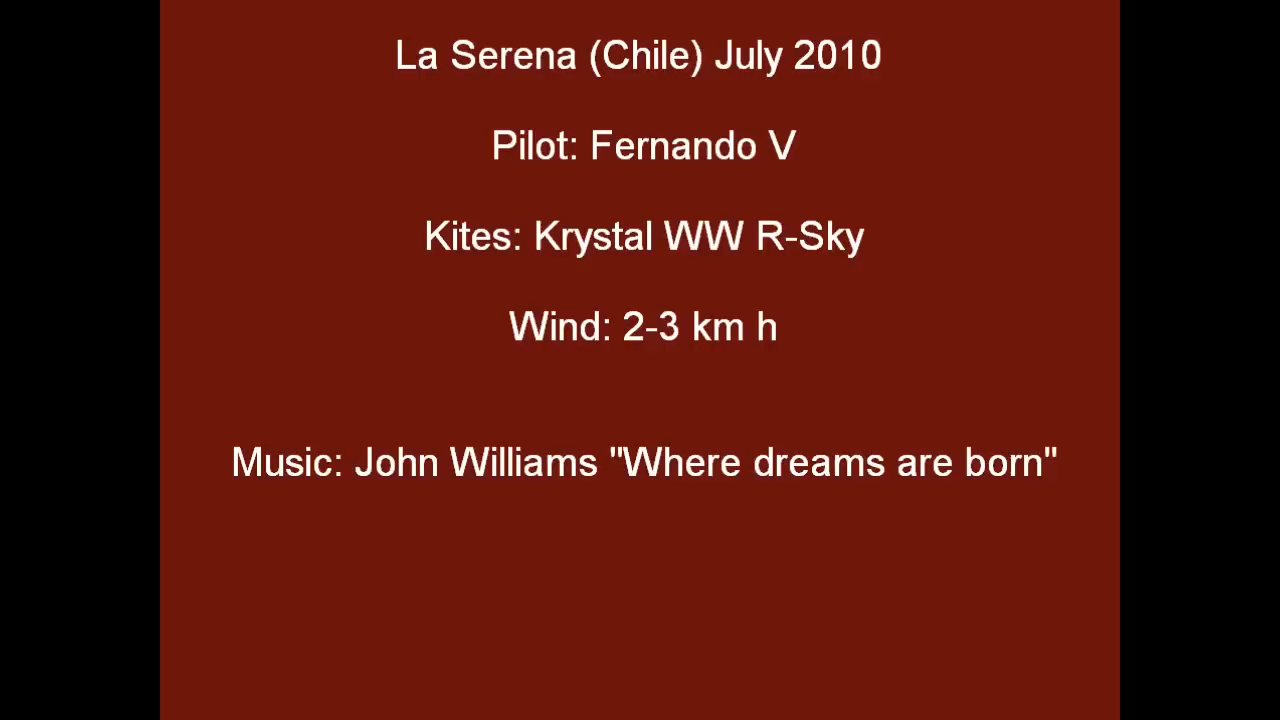 La Serena (Chile) July 2010
Pilot: Fernando V
Kites: Krystal WW R-Sky
Wind: 2-3 km h
Music: John Williams "Where dreams are born"